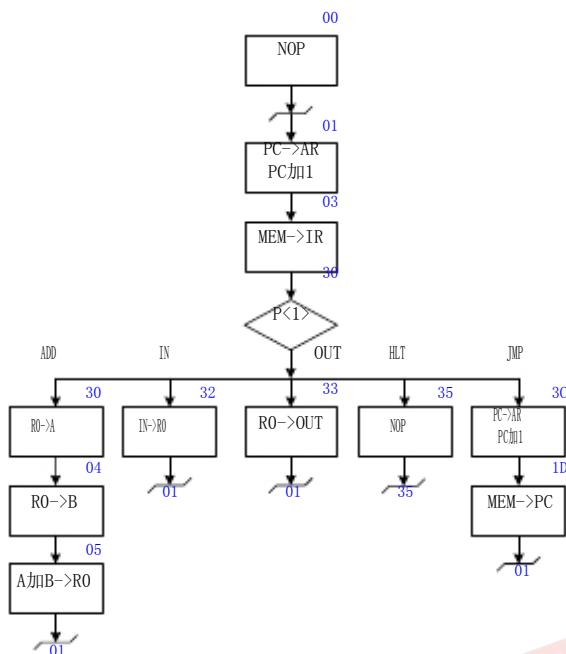 00
NOP
01
PC->AR
PC加1
03
MEM->IR
30
P<1>
ADD IN OUT HLT JMP
30 32 33 35 3C
R0->A IN->R0 R0->OUT NOP PC->AR
PC加1
04 1D
R0->B 01 01 35 MEM->PC
05
A加B->R0 01
01